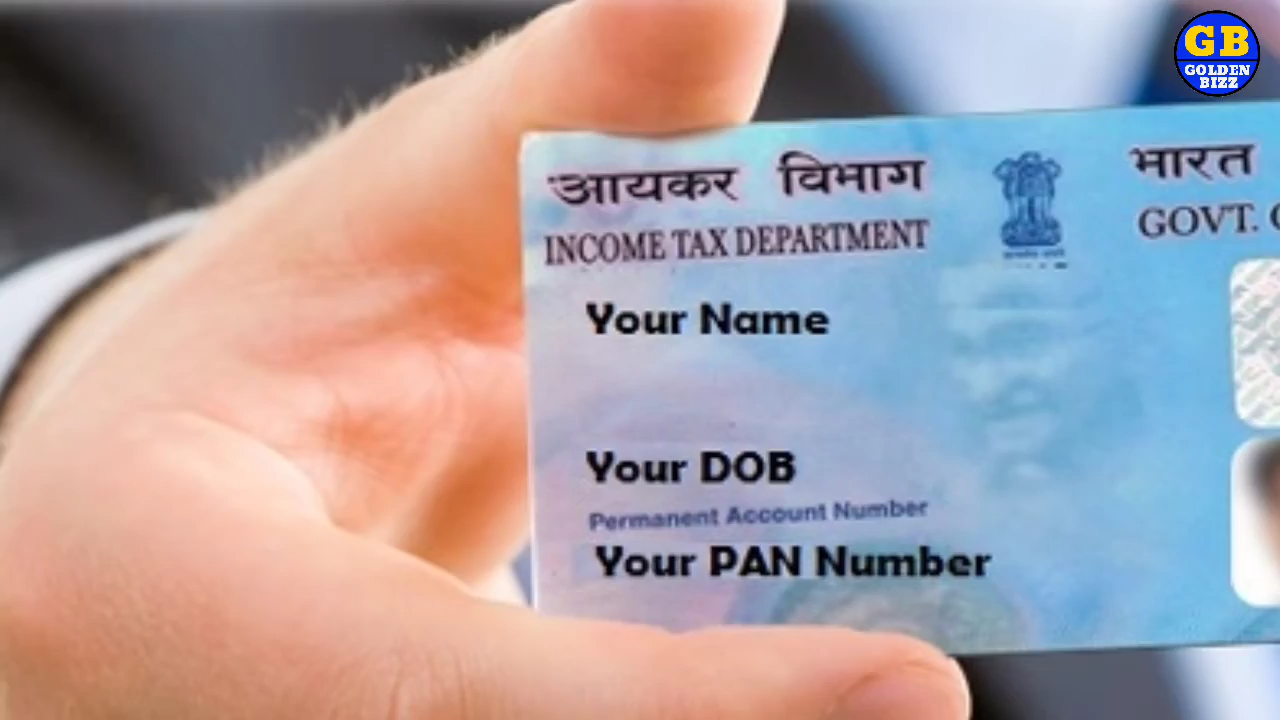 GB
GOLDEN
BIZZ
आयकर विभाग
भारत
INCOME TAX DEPARTMENT
GOVT.
Your Name
Your DOB
Permanent Account Number
Your PAN Number